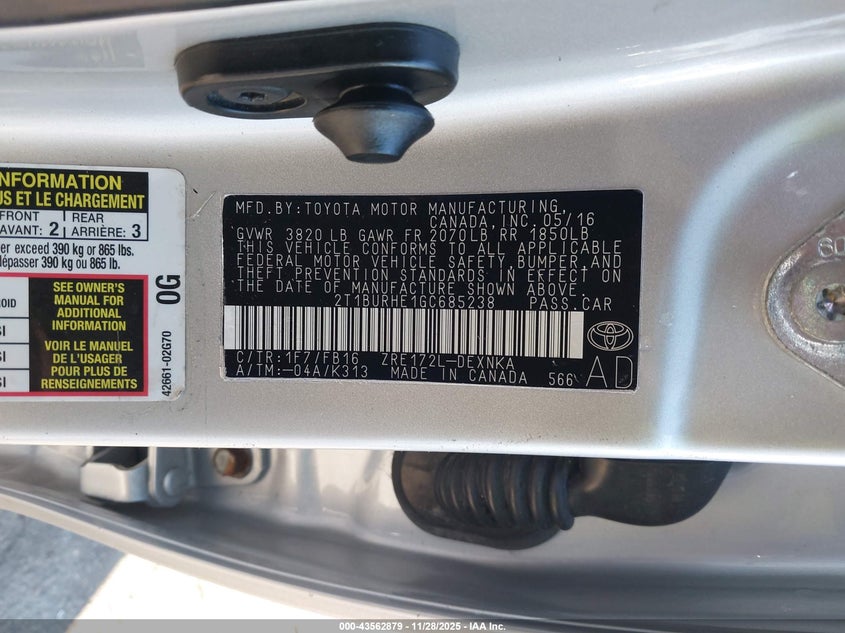 INFORMATION
US ET LE CHARGEMENT
FRONT
AVANT: 2
REAR
ARRIÈRE: 3
er exceed 390 kg or 865 lbs.
dépasser 390 kg ou 865 lb.
SEE OWNER'S
MANUAL FOR
ADDITIONAL
INFORMATION
VOIR LE MANUEL
DE L'USAGER
POUR PLUS DE
RENSEIGNEMENTS
0G
42661-02G70
MFD.BY:TOYOTA MOTOR MANUFACTURING
CANADA, INC. 05/16
GVWR 3820LB GAWR FR 2070LB RR 1850LB
THIS VEHICLE CONFORMS TO ALL APPLICABLE
FEDERAL MOTOR VEHICLE SAFETY, BUMPER, AND
THEFT PREVENTION STANDARDS IN EFFECT ON
THE DATE OF MANUFACTURE SHOWN ABOVE.
2T1BURHE1GC685238 PASS.CAR
C/TR:1F7/FB16 ZRE172L-DEXNKA
A/TM:-04A/K313 MADE IN CANADA 566
AD
000-43562879 | 11/28/2025 - IAA Inc.